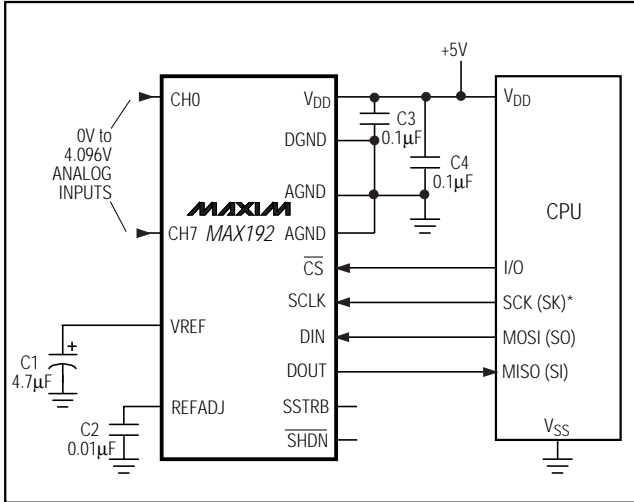 +5V
CH0
VDD
VDD
C3
0.1µF
0V to
4.096V
ANALOG
INPUTS
DGND
C4
0.1µF
AGND
MAXIM
MAX192
CPU
CH7
AGND
CS
I/O
SCLK
SCK (SK)*
VREF
DIN
MOSI (SO)
+
C1
4.7µF
DOUT
MISO (SI)
REFADJ
SSTRB
C2
0.01µF
SHDN
VSS